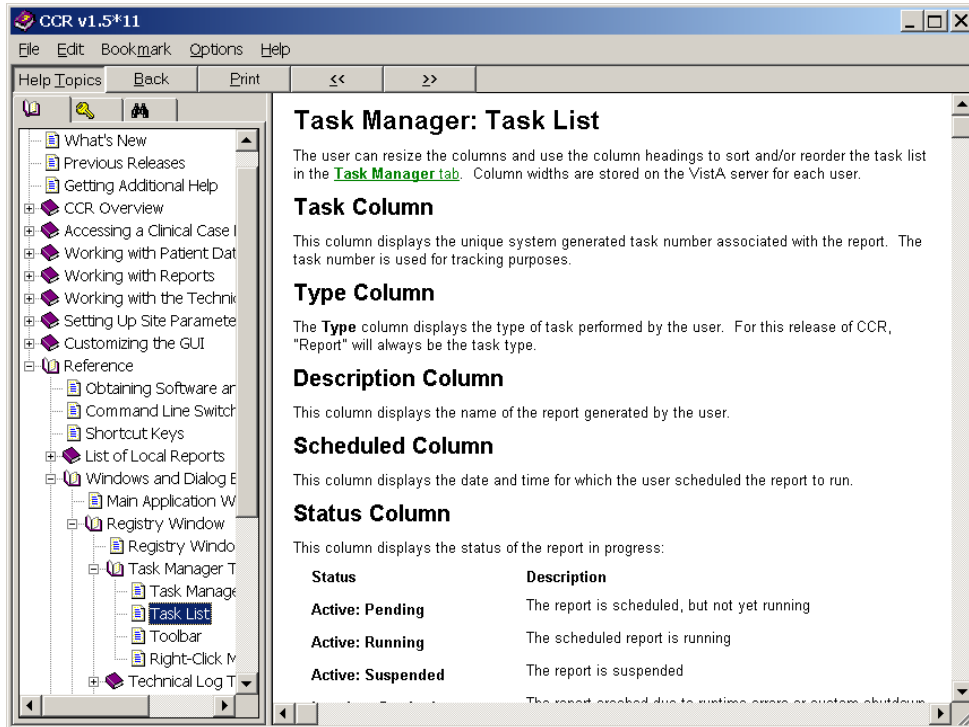 CCR v1.5*11
File Edit Bookmark Options Help
Help Topics Back Print << >>
What's New
Previous Releases
Getting Additional Help
CCR Overview
Accessing a Clinical Case
Working with Patient Dat
Working with Reports
Working with the Technic
Setting Up Site Paramete
Customizing the GUI
Reference
Obtaining Software an
Command Line Switch
Shortcut Keys
List of Local Reports
Windows and Dialog B
Main Application W
Registry Window
Registry Windo
Task Manager T
Task Manage
Task List
Toolbar
Right-Click M
Technical Log T
Task Manager: Task List
The user can resize the columns and use the column headings to sort and/or reorder the task list
in the Task Manager tab. Column widths are stored on the VistA server for each user.
Task Column
This column displays the unique system generated task number associated with the report. The
task number is used for tracking purposes.
Type Column
The Type column displays the type of task performed by the user. For this release of CCR,
"Report" will always be the task type.
Description Column
This column displays the name of the report generated by the user.
Scheduled Column
This column displays the date and time for which the user scheduled the report to run.
Status Column
This column displays the status of the report in progress:
Status Description
Active: Pending The report is scheduled, but not yet running
Active: Running The scheduled report is running
Active: Suspended The report is suspended